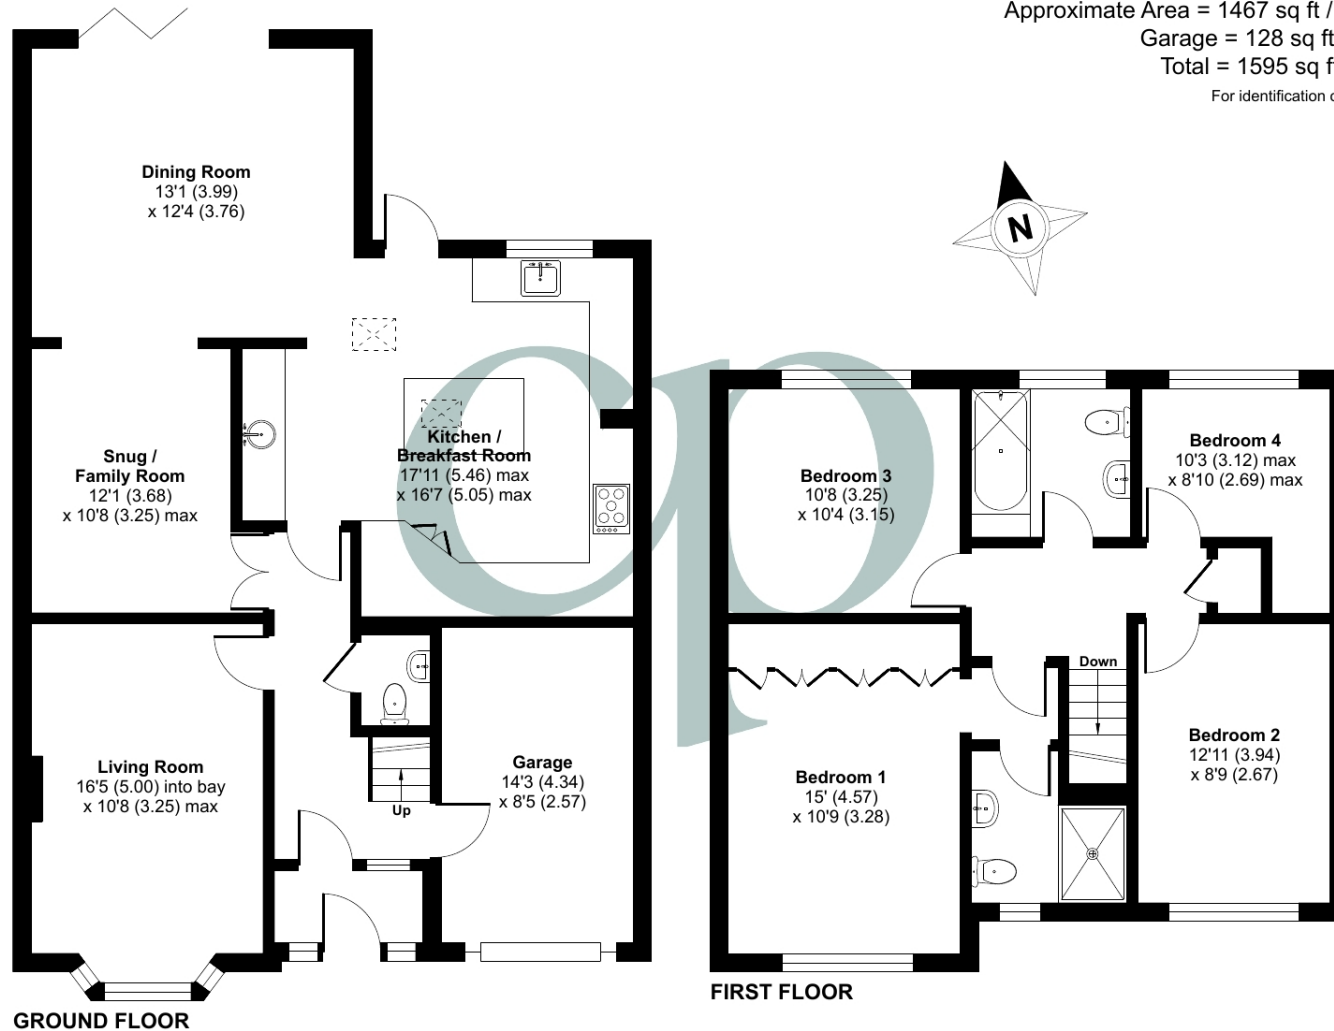 Approximate Area = 1467 sq ft /
Garage = 128 sq ft
Total = 1595 sq ft
For identification
N
Dining Room
13'1 (3.99)
x 12'4 (3.76)
Kitchen /
Breakfast Room
17'11 (5.46) max
x 16'7 (5.05) max
Snug /
Family Room
12'1 (3.68)
x 10'8 (3.25) max
Living Room
16'5 (5.00) into bay
x 10'8 (3.25) max
Garage
14'3 (4.34)
x 8'5 (2.57)
Up
GROUND FLOOR
Bedroom 3
10'8 (3.25)
x 10'4 (3.15)
Bedroom 4
10'3 (3.12) max
x 8'10 (2.69) max
Down
Bedroom 2
12'11 (3.94)
x 8'9 (2.67)
Bedroom 1
15' (4.57)
x 10'9 (3.28)
FIRST FLOOR
cp